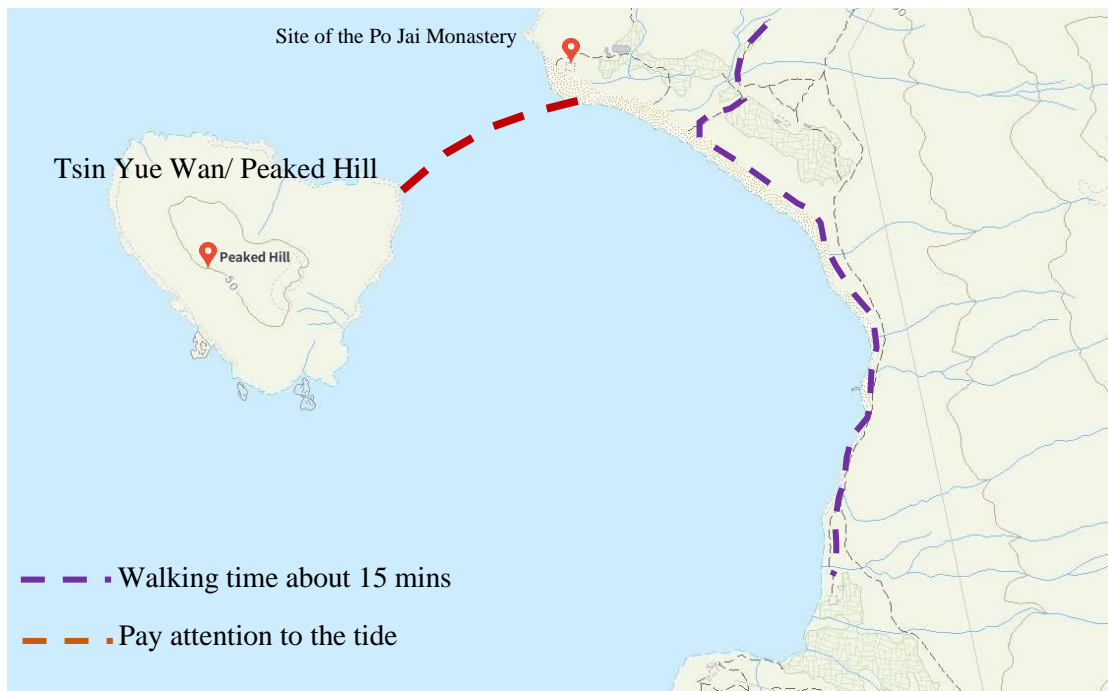 Site of the Po Jai Monastery
Tsin Yue Wan/ Peaked Hill
Peaked Hill
50
Walking time about 15 mins
Pay attention to the tide